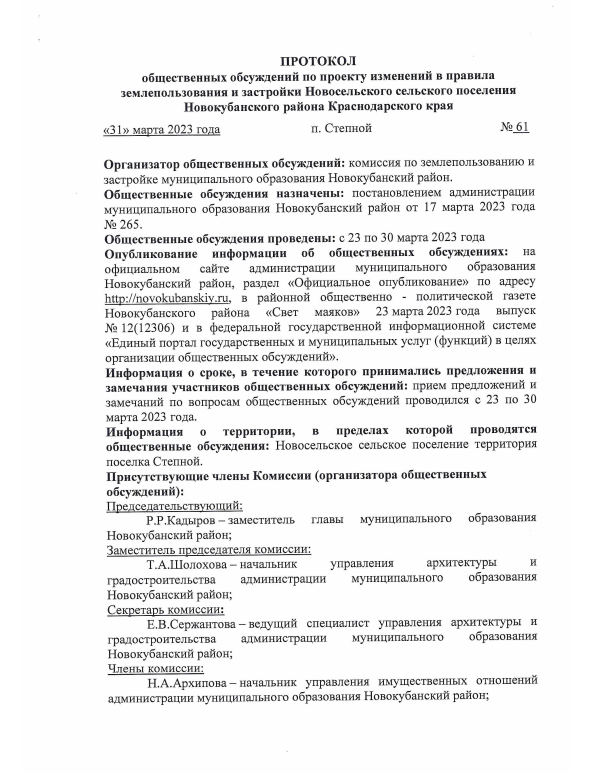 ПРОТОКОЛ
общественных обсуждений по проекту изменений в правила
землепользования и застройки Новосельского сельского поселения
Новокубанского района Краснодарского края
«31» марта 2023 года п. Степной № 61
Организатор общественных обсуждений: комиссия по землепользованию и
застройке муниципального образования Новокубанский район.
Общественные обсуждения назначены: постановлением администрации
муниципального образования Новокубанский район от 17 марта 2023 года
№ 265.
Общественные обсуждения проведены: с 23 по 30 марта 2023 года
Опубликование информации об общественных обсуждениях: на
официальном сайте администрации муниципального образования
Новокубанский район, раздел «Официальное опубликование» по адресу
http://novokubanskiy.ru, в районной общественно - политической газете
Новокубанского района «Свет маяков» 23 марта 2023 года выпуск
№ 12(12306) и в федеральной государственной информационной системе
«Единый портал государственных и муниципальных услуг (функций) в целях
организации общественных обсуждений».
Информация о сроке, в течение которого принимались предложения и
замечания участников общественных обсуждений: прием предложений и
замечаний по вопросам общественных обсуждений проводился с 23 по 30
марта 2023 года.
Информация о территории, в пределах которой проводятся
общественные обсуждения: Новосельское сельское поселение территория
поселка Степной.
Присутствующие члены Комиссии (организатора общественных
обсуждений):
Председательствующий:
Р.Р.Кадыров – заместитель главы муниципального образования
Новокубанский район;
Заместитель председателя комиссии:
Т.А.Шолохова – начальник управления архитектуры и
градостроительства администрации муниципального образования
Новокубанский район;
Секретарь комиссии:
Е.В.Сержантова – ведущий специалист управления архитектуры и
градостроительства администрации муниципального образования
Новокубанский район;
Члены комиссии:
Н.А.Архипова – начальник управления имущественных отношений
администрации муниципального образования Новокубанский район;